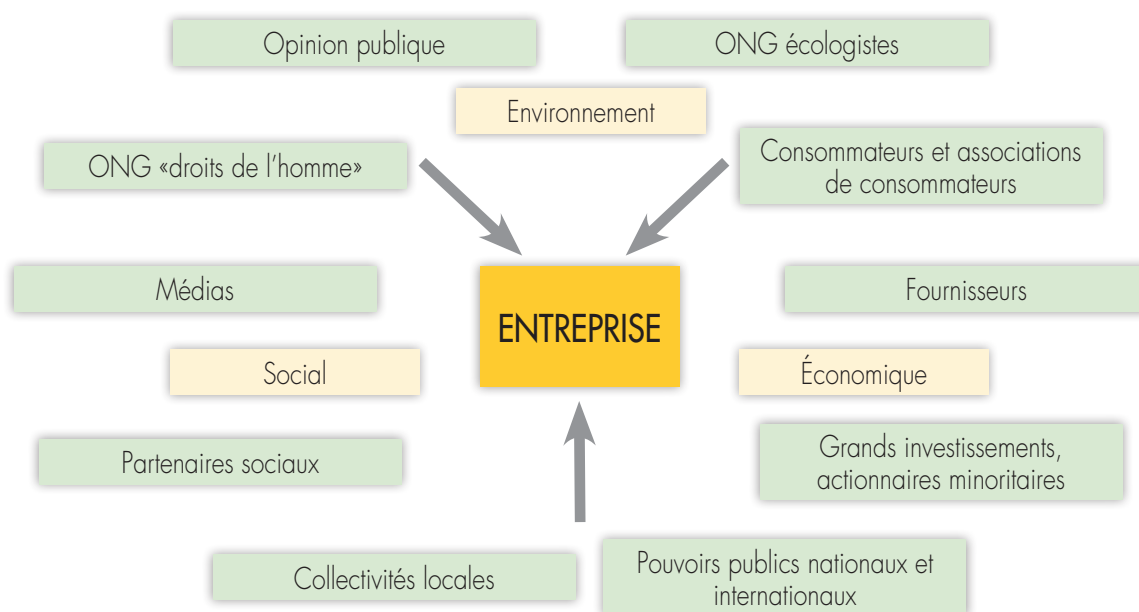 Opinion publique
ONG écologistes
Environnement
ONG «droits de l'homme»
Consommateurs et associations
de consommateurs
Médias
ENTREPRISE
Fournisseurs
Social
Économique
Partenaires sociaux
Grands investissements,
actionnaires minoritaires
Collectivités locales
Pouvoirs publics nationaux et
internationaux